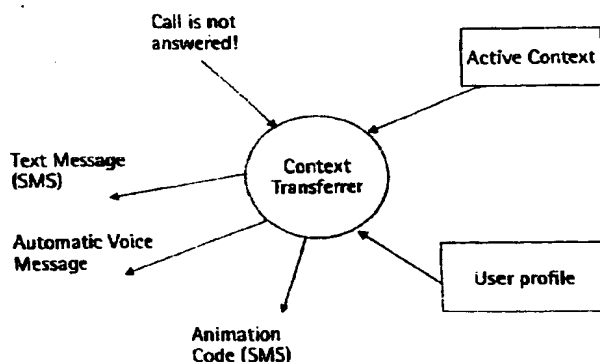 Call is not
answered!
Active Context
Context
Transferrer
Text Message
(SMS)
Automatic Voice
Message
User profile
Animation
Code (SMS)